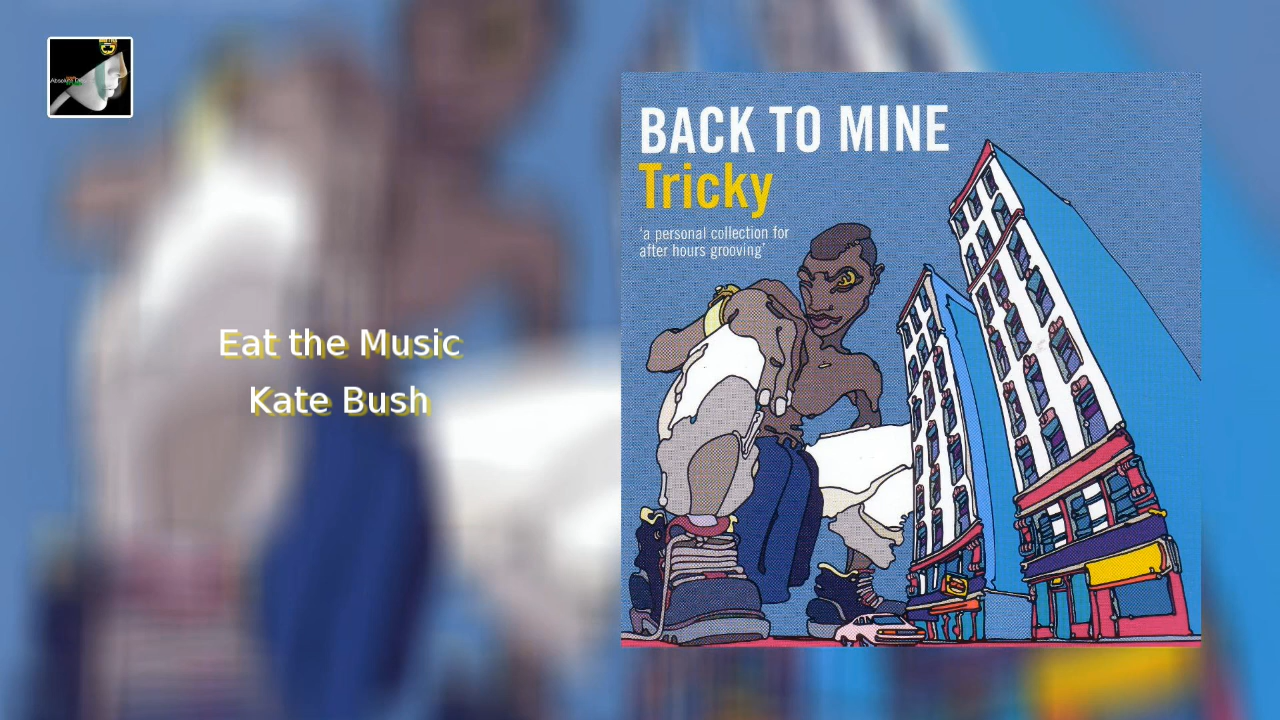 Eat the Music
Kate Bush
BACK TO MINE
Tricky
'a personal collection for
after hours grooving'